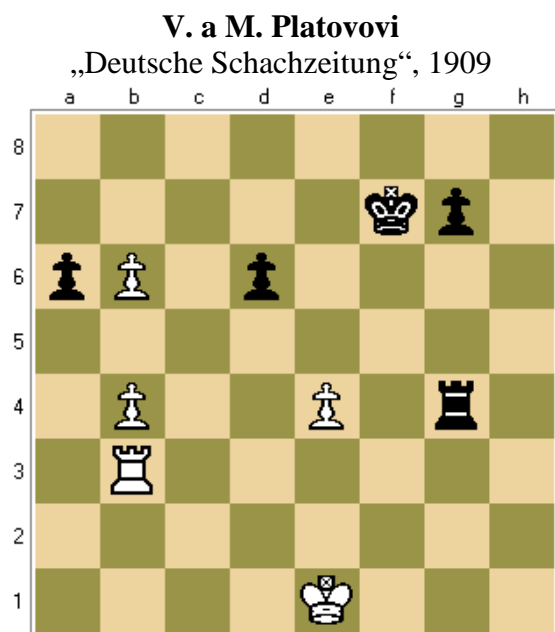 V. a M. Platovovi
„Deutsche Schachzeitung“, 1909
a b c d e f g h
8
7
6
5
4
3
2
1